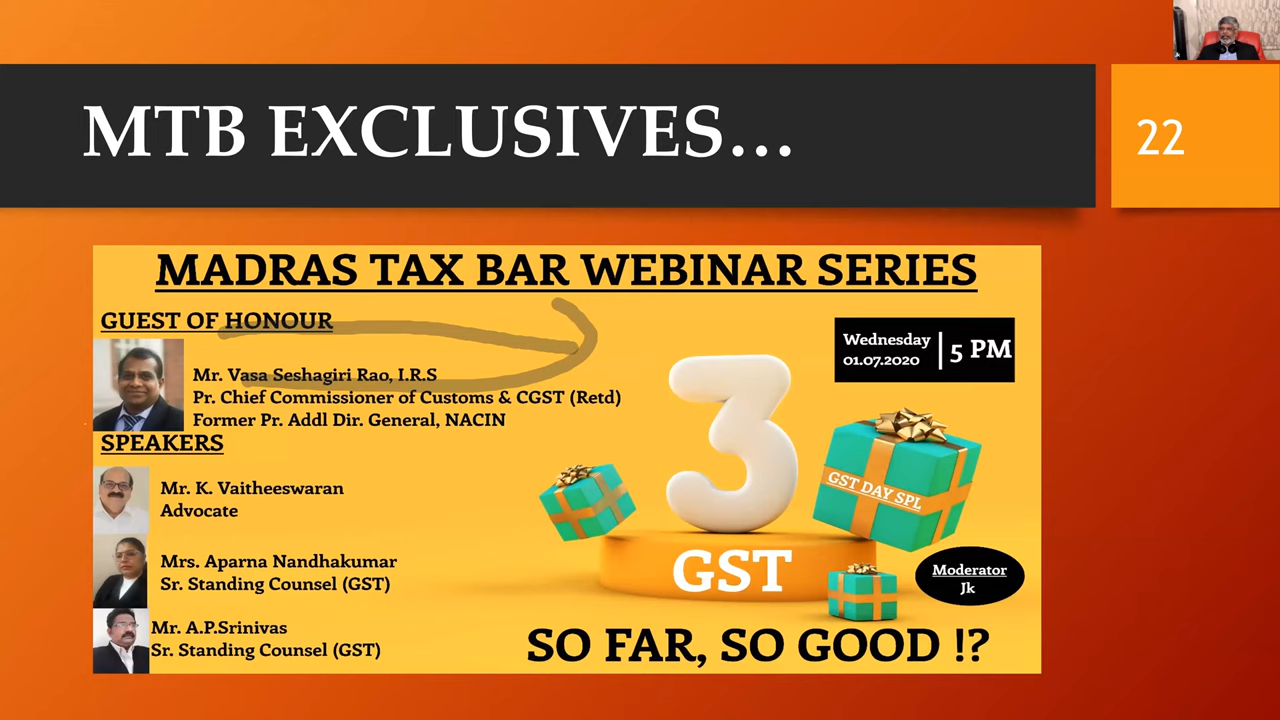 MTB EXCLUSIVES...
22
MADRAS TAX BAR WEBINAR SERIES
GUEST OF HONOUR
Mr. Vasa Seshagiri Rao, I.R.S
Pr. Chief Commissioner of Customs & CGST (Retd)
Former Pr. Addl Dir. General, NACIN
SPEAKERS
Mr. K. Vaitheeswaran
Advocate
Mrs. Aparna Nandhakumar
Sr. Standing Counsel (GST)
Mr. A.P.Srinivas
Sr. Standing Counsel (GST)
Wednesday
01.07.2020
5 PM
3
GST DAY SPL
GST
Moderator
Jk
SO FAR, SO GOOD !?